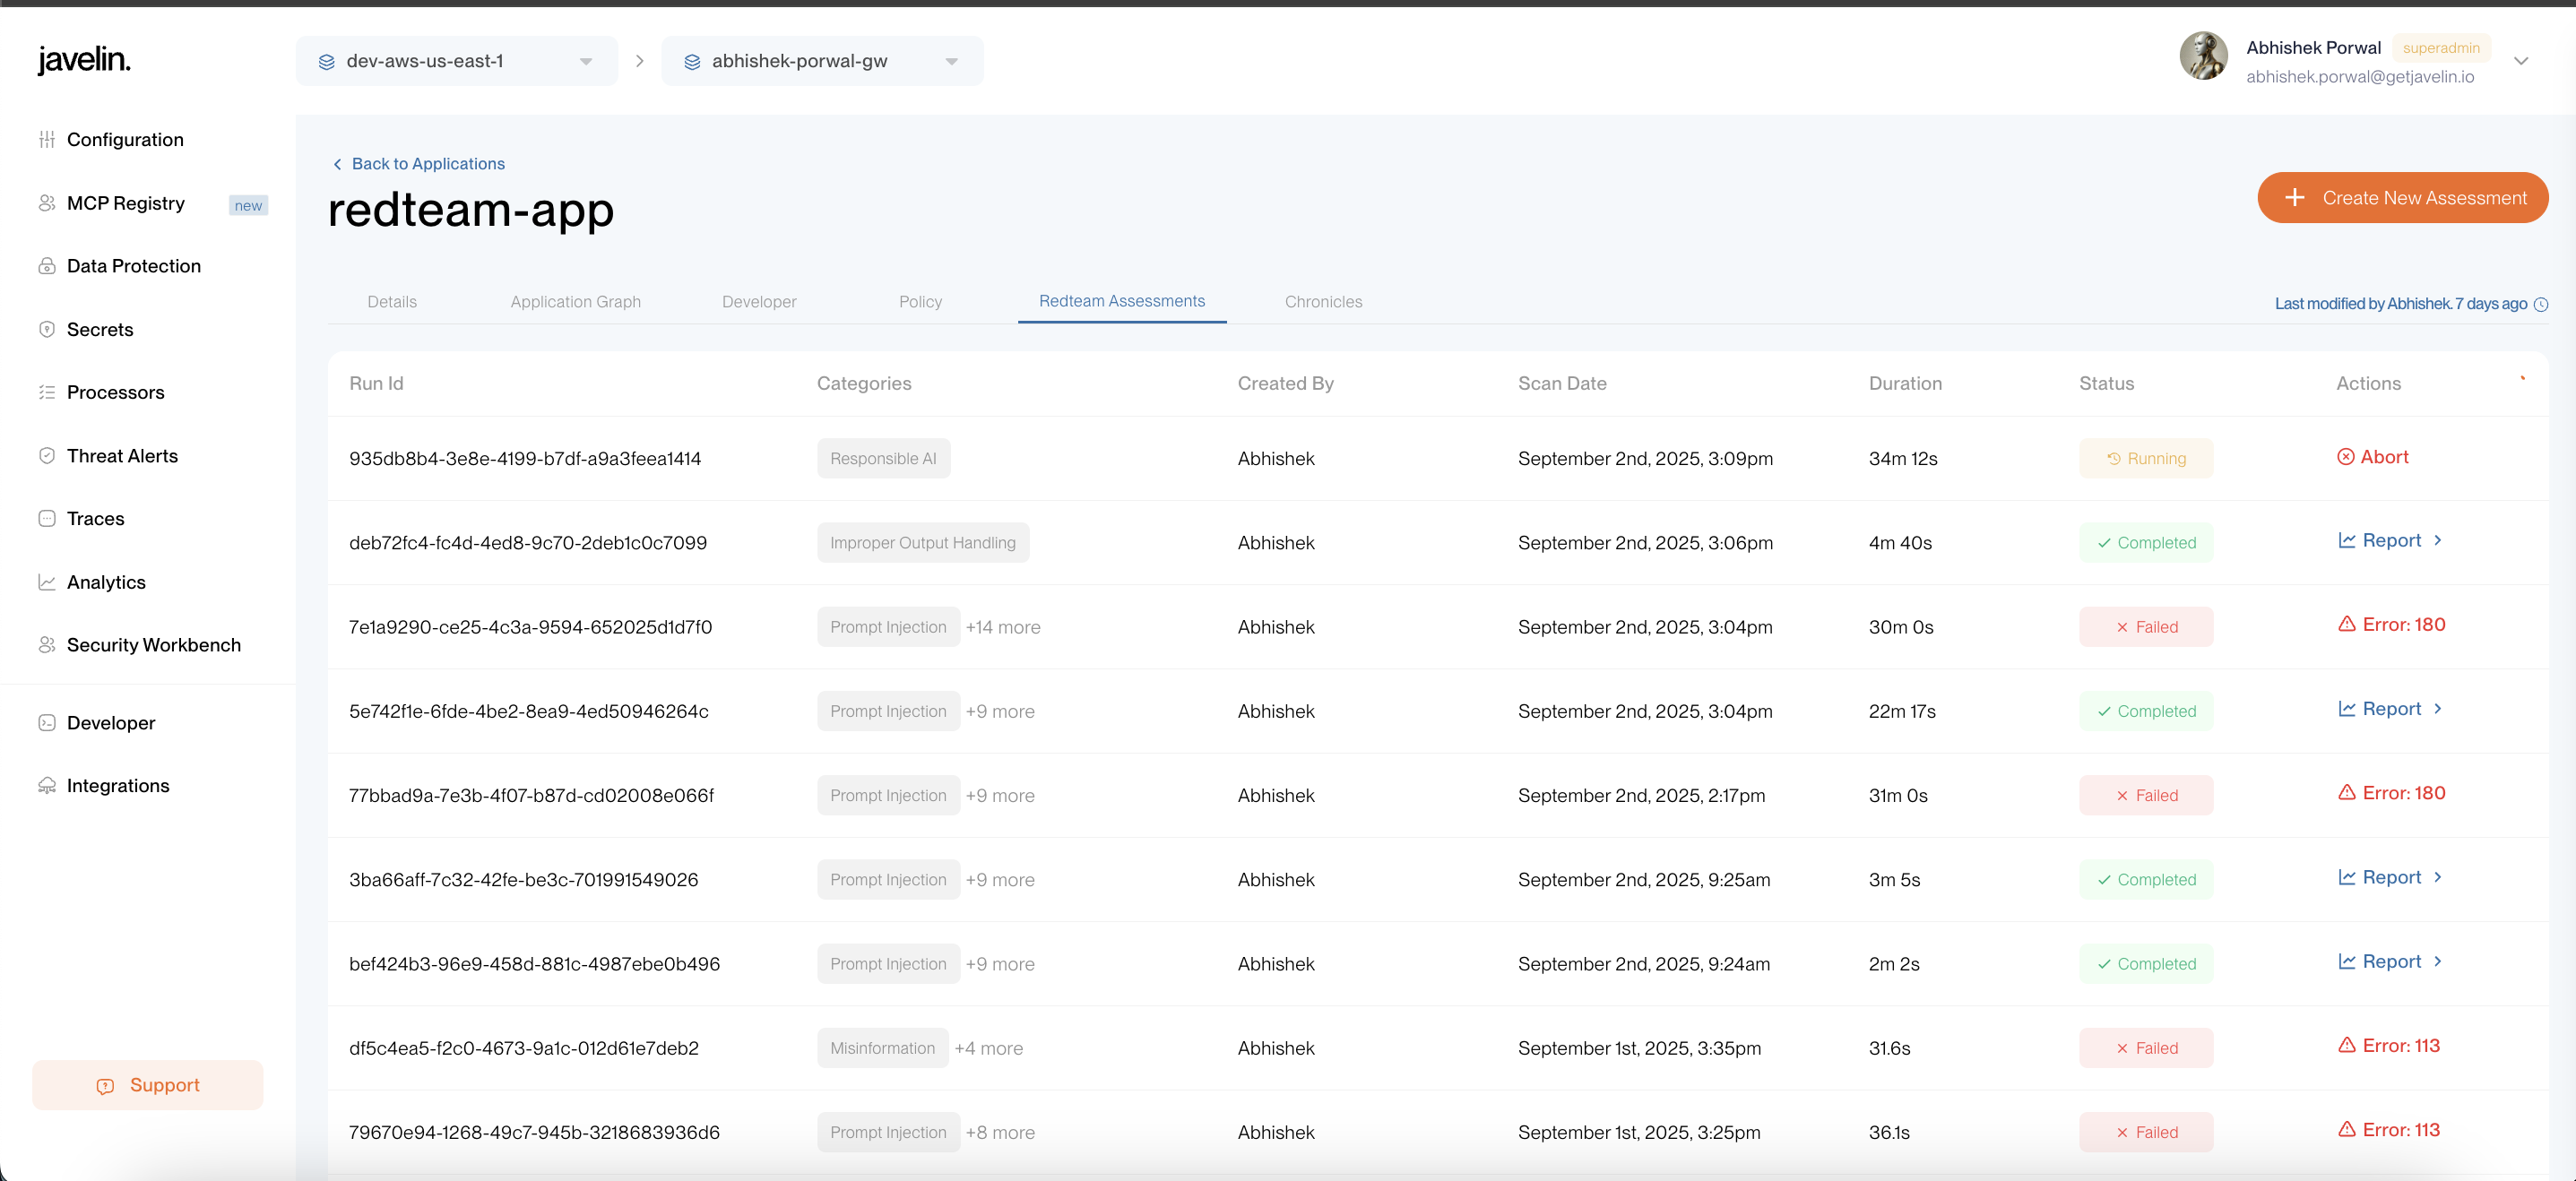 javelin.
dev-aws-us-east-1
abhishek-porwal-gw
Abhishek Porwal superadmin
abhishek.porwal@getjavelin.io
Configuration
MCP Registry new
Data Protection
Secrets
Processors
Threat Alerts
Traces
Analytics
Security Workbench
Developer
Integrations
Support
Back to Applications
redteam-app
Create New Assessment
Details Application Graph Developer Policy Redteam Assessments Chronicles
Last modified by Abhishek. 7 days ago
Run Id Categories Created By Scan Date Duration Status Actions
935db8b4-3e8e-4199-b7df-a9a3feea1414 Responsible AI Abhishek September 2nd, 2025, 3:09pm 34m 12s Running Abort
deb72fc4-fc4d-4ed8-9c70-2deb1c0c7099 Improper Output Handling Abhishek September 2nd, 2025, 3:06pm 4m 40s Completed Report
7e1a9290-ce25-4c3a-9594-652025d1d7f0 Prompt Injection +14 more Abhishek September 2nd, 2025, 3:04pm 30m 0s Failed Error: 180
5e742f1e-6fde-4be2-8ea9-4ed50946264c Prompt Injection +9 more Abhishek September 2nd, 2025, 3:04pm 22m 17s Completed Report
77bbad9a-7e3b-4f07-b87d-cd02008e066f Prompt Injection +9 more Abhishek September 2nd, 2025, 2:17pm 31m 0s Failed Error: 180
3ba66aff-7c32-42fe-be3c-701991549026 Prompt Injection +9 more Abhishek September 2nd, 2025, 9:25am 3m 5s Completed Report
bef424b3-96e9-458d-881c-4987ebe0b496 Prompt Injection +9 more Abhishek September 2nd, 2025, 9:24am 2m 2s Completed Report
df5c4ea5-f2c0-4673-9a1c-012d61e7deb2 Misinformation +4 more Abhishek September 1st, 2025, 3:35pm 31.6s Failed Error: 113
79670e94-1268-49c7-945b-3218683936d6 Prompt Injection +8 more Abhishek September 1st, 2025, 3:25pm 36.1s Failed Error: 113